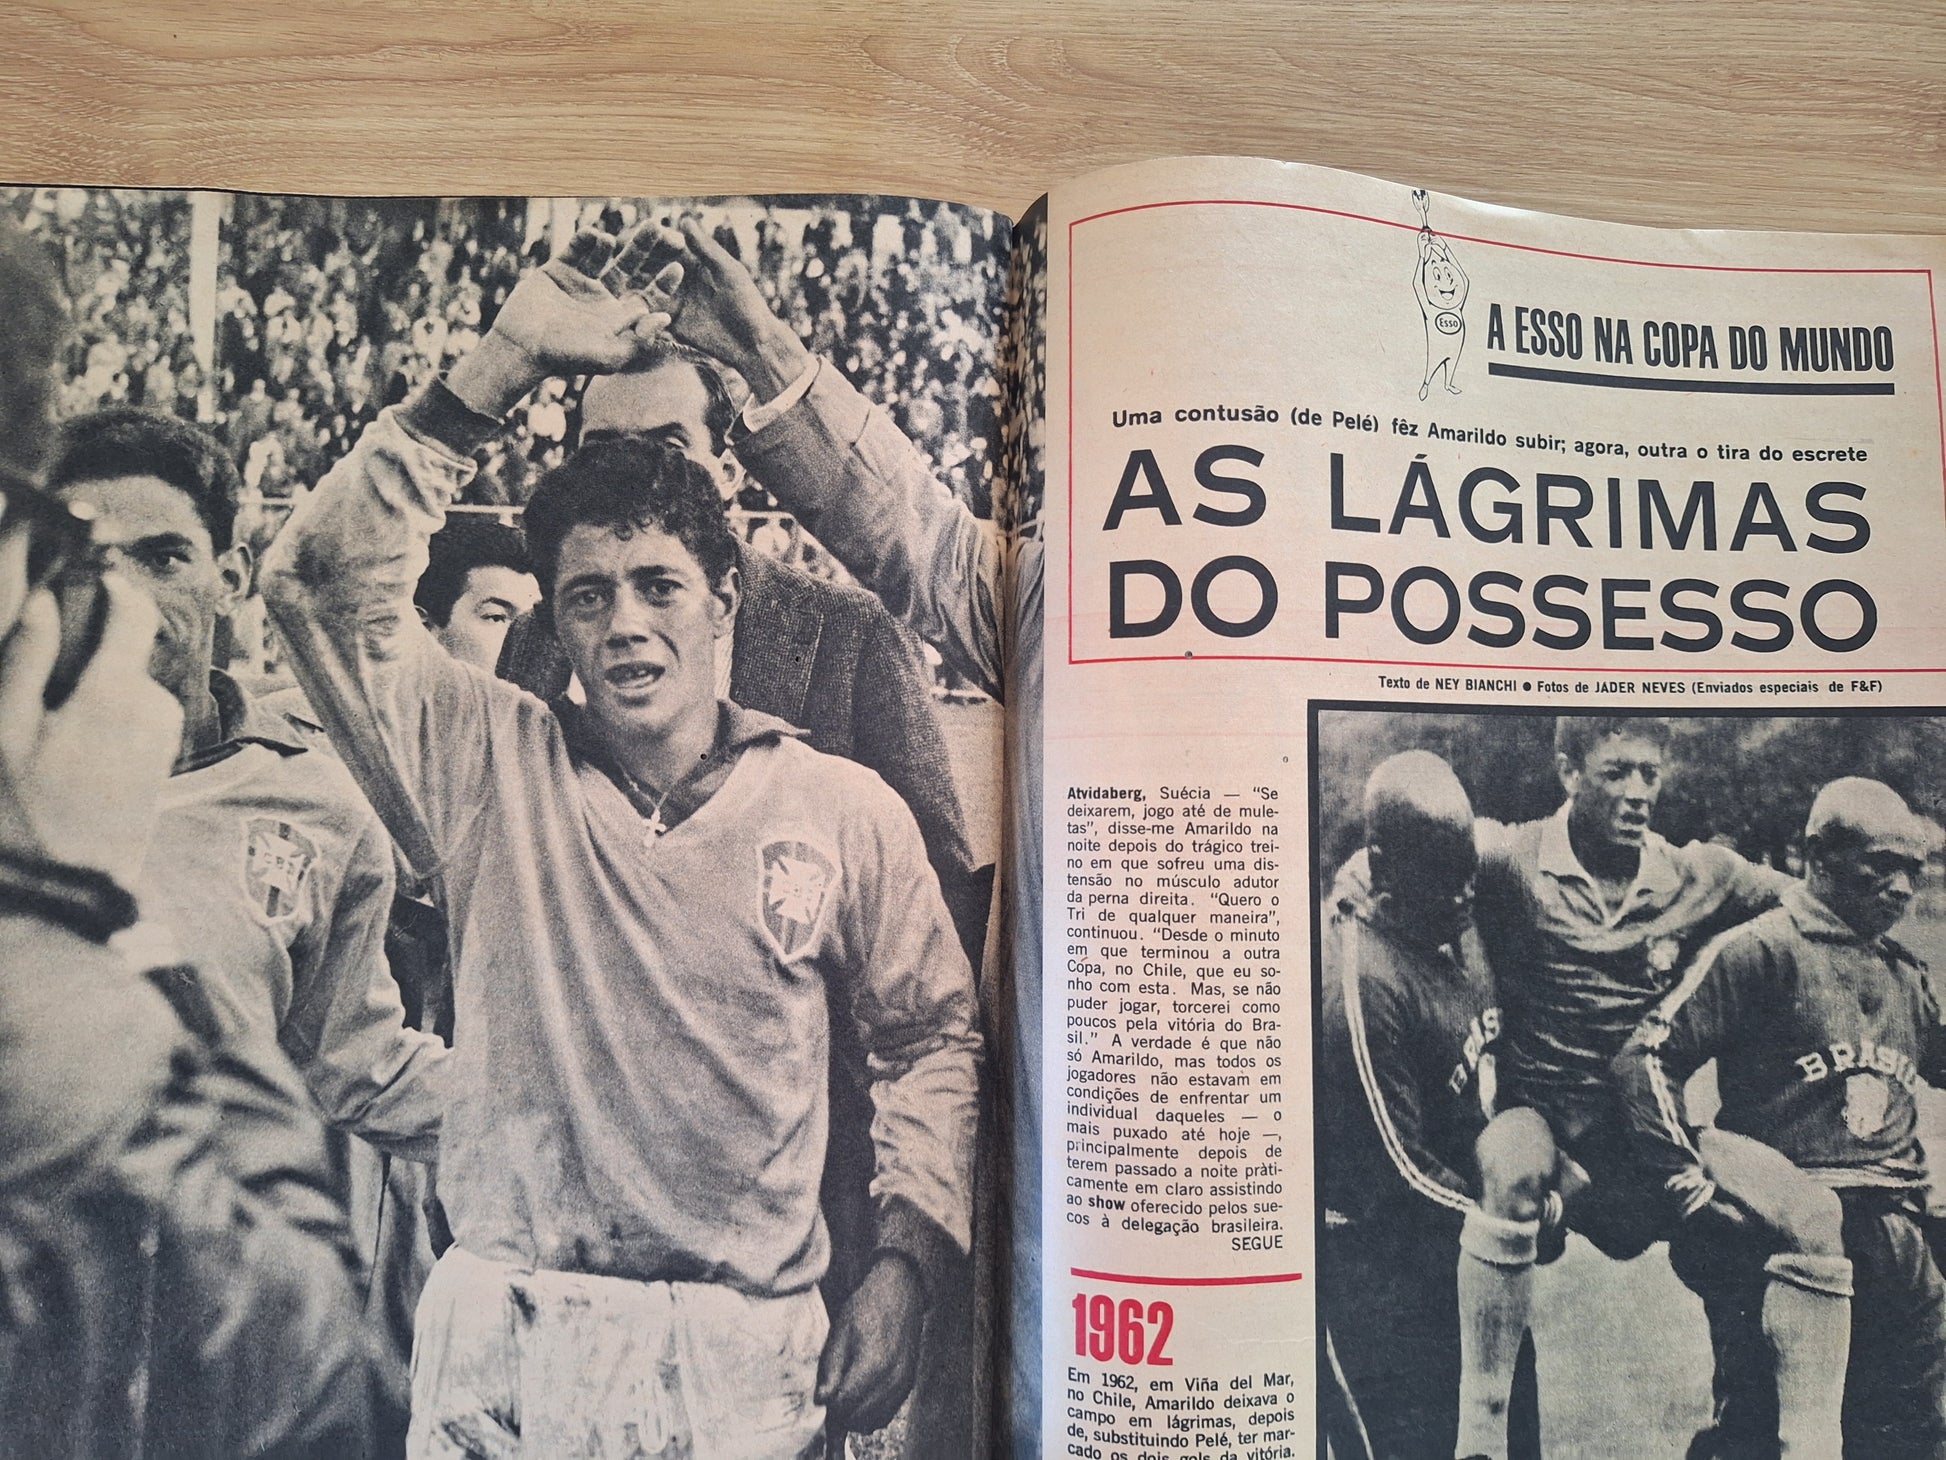 Esso
A ESSO NA COPA DO MUNDO
Uma contusão (de Pelé) fêz Amarildo subir; agora, outra o tira do escrete
AS LÁGRIMAS
DO POSSESSO
Texto de NEY BIANCHI ● Fotos de JADER NEVES (Enviados especiais de F&F)
Atvidaberg, Suécia — “Se
deixarem, jogo até de mule-
tas”, disse-me Amarildo na
noite depois do trágico trei-
no em que sofreu uma dis-
tensão no músculo adutor
da perna direita. “Quero o
Tri de qualquer maneira”,
continuou. “Desde o minuto
em que terminou a outra
Copa, no Chile, que eu so-
nho com esta. Mas, se não
puder jogar, torcerei como
poucos pela vitória do Bra-
sil.” A verdade é que não
só Amarildo, mas todos os
jogadores não estavam em
condições de enfrentar um
individual daqueles — o
mais puxado até hoje —,
principalmente depois de
terem passado a noite pràti-
camente em claro assistindo
ao show oferecido pelos sue-
cos à delegação brasileira.
SEGUE
1962
Em 1962, em Viña del Mar,
no Chile, Amarildo deixava o
campo em lágrimas, depois
de, substituindo Pelé, ter mar-
cado os dois gols da vitória.
CBD
CBD
BRAS
BRASIL